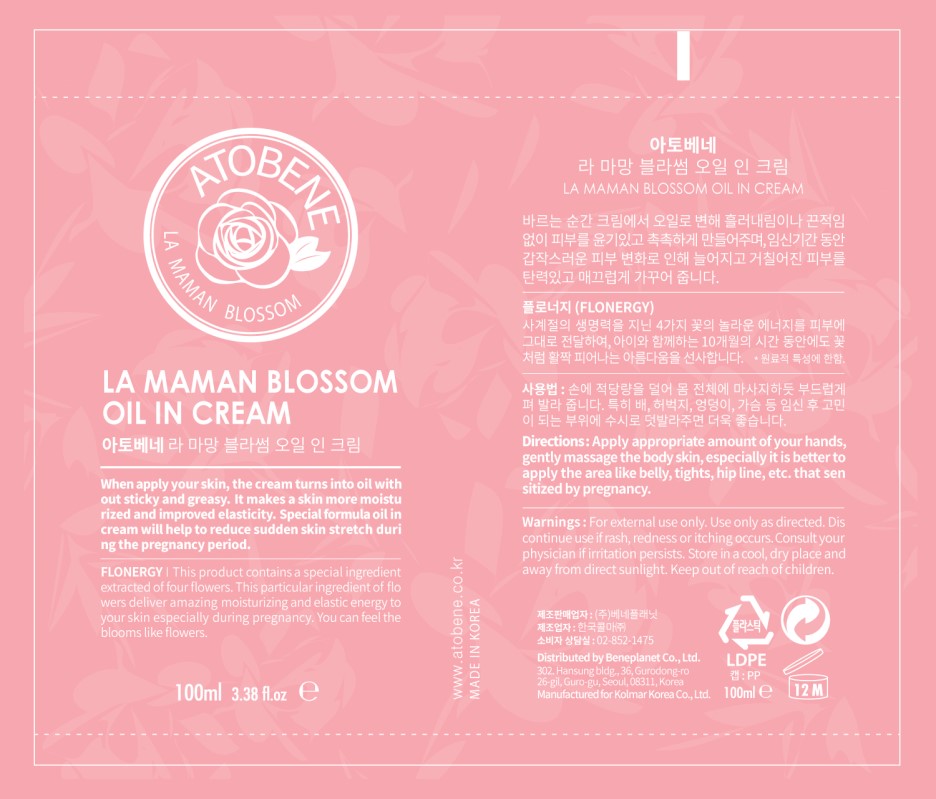 ATOBENE
LA MAMAN BLOSSOM
LA MAMAN BLOSSOM
OIL IN CREAM
아토베네 라 마망 블라썸 오일 인 크림
When apply your skin, the cream turns into oil with
out sticky and greasy. It makes a skin more moistu
rized and improved elasticity. Special formula oil in
cream will help to reduce sudden skin stretch duri
ng the pregnancy period.
FLONERGY | This product contains a special ingredient
extracted of four flowers. This particular ingredient of flo
wers deliver amazing moisturizing and elastic energy to
your skin especially during pregnancy. You can feel the
blooms like flowers.
100ml 3.38 fl.oz ℮
www.atobene.co.kr
MADE IN KOREA
아토베네
라 마망 블라썸 오일 인 크림
LA MAMAN BLOSSOM OIL IN CREAM
바르는 순간 크림에서 오일로 변해 흘러내림이나 끈적임
없이 피부를 윤기있고 촉촉하게 만들어주며, 임신기간 동안
갑작스러운 피부 변화로 인해 늘어지고 거칠어진 피부를
탄력있고 매끄럽게 가꾸어 줍니다.
플로너지 (FLONERGY)
사계절의 생명력을 지닌 4가지 꽃의 놀라운 에너지를 피부에
그대로 전달하여, 아이와 함께하는 10개월의 시간 동안에도 꽃
처럼 활짝 피어나는 아름다움을 선사합니다. * 원료적 특성에 한함.
사용법 : 손에 적당량을 덜어 몸 전체에 마사지하듯 부드럽게
펴 발라 줍니다. 특히 배, 허벅지, 엉덩이, 가슴 등 임신 후 고민
이 되는 부위에 수시로 덧발라주면 더욱 좋습니다.
Directions : Apply appropriate amount of your hands,
gently massage the body skin, especially it is better to
apply the area like belly, tights, hip line, etc. that sen
sitized by pregnancy.
Warnings : For external use only. Use only as directed. Dis
continue use if rash, redness or itching occurs. Consult your
physician If irritation persists. Store in a cool, dry place and
away from direct sunlight. Keep out of reach of children.
제조판매업자 : (주)베네플래닛
제조업자 : 한국콜마㈜
소비자 상담실 : 02-852-1475
Distributed by Beneplanet Co., Ltd.
302. Hansung bldg., 36, Gurodong-ro
26-gil, Guro-gu, Seoul, 08311, Korea
Manufactured for Kolmar Korea Co., Ltd.
플라스틱
LDPE
캡 : PP
100ml ℮
12 M